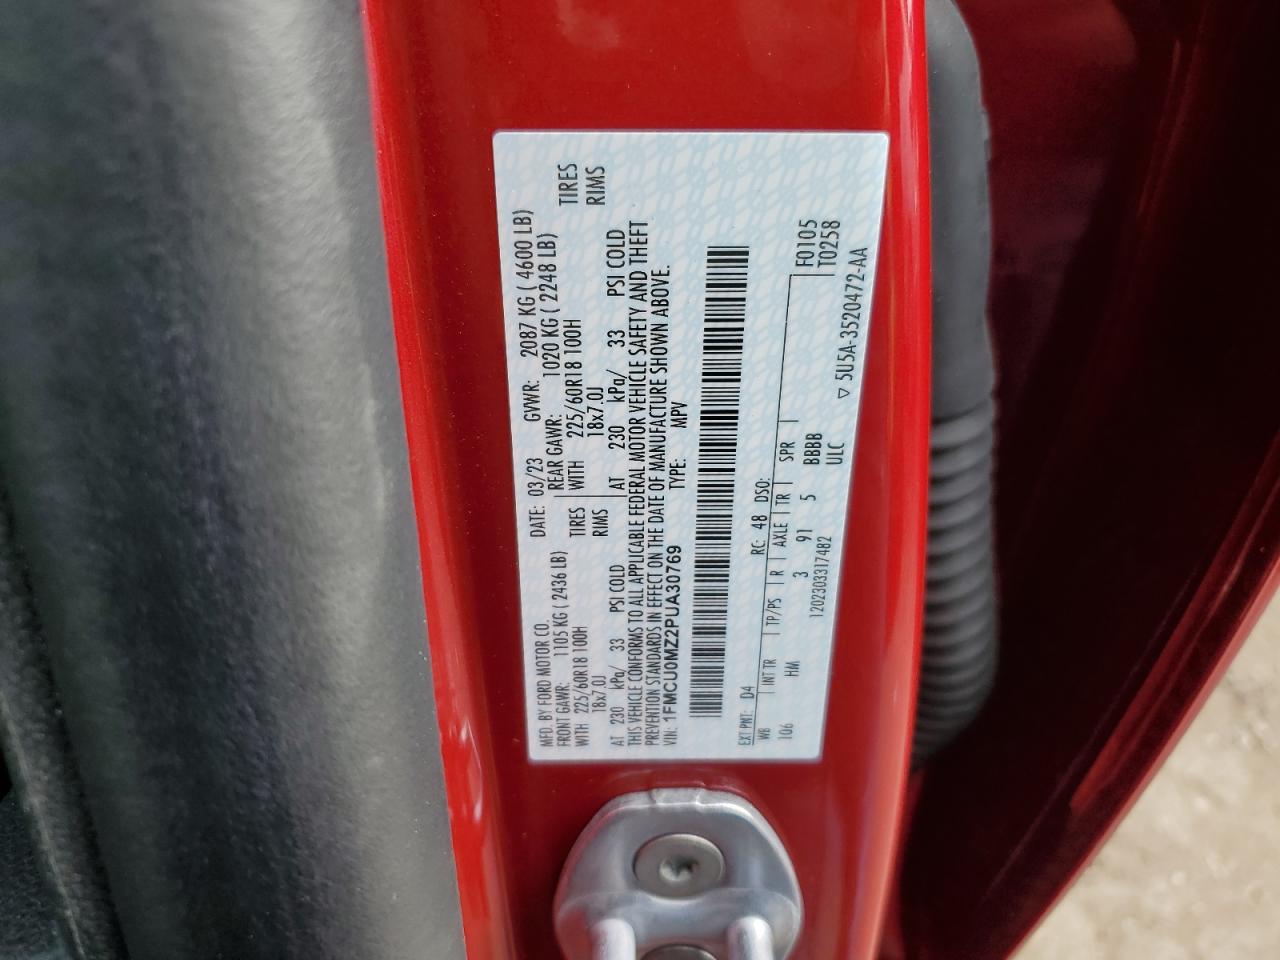 MFD. BY FORD MOTOR CO. DATE: 03/23 GVWR: 2087 KG ( 4600 LB)
FRONT GAWR: 1105 KG ( 2436 LB) REAR GAWR: 1020 KG ( 2248 LB)
WITH 225/60R18 100H TIRES WITH 225/60R18 100H TIRES
18x7.0J RIMS 18x7.0J RIMS
AT 230 kPa/ 33 PSI COLD AT 230 kPa/ 33 PSI COLD
THIS VEHICLE CONFORMS TO ALL APPLICABLE FEDERAL MOTOR VEHICLE SAFETY AND THEFT
PREVENTION STANDARDS IN EFFECT ON THE DATE OF MANUFACTURE SHOWN ABOVE.
VIN: 1FMCU0MZ2PUA30769 TYPE: MPV
EXT PNT: D4 RC: 48 DSO:
WB INT TR TP/PS R AXLE TR SPR F0105
106 HM 3 91 5 BBBB T0258
1202303317482 ULC
▽ 5U5A-3520472-AA